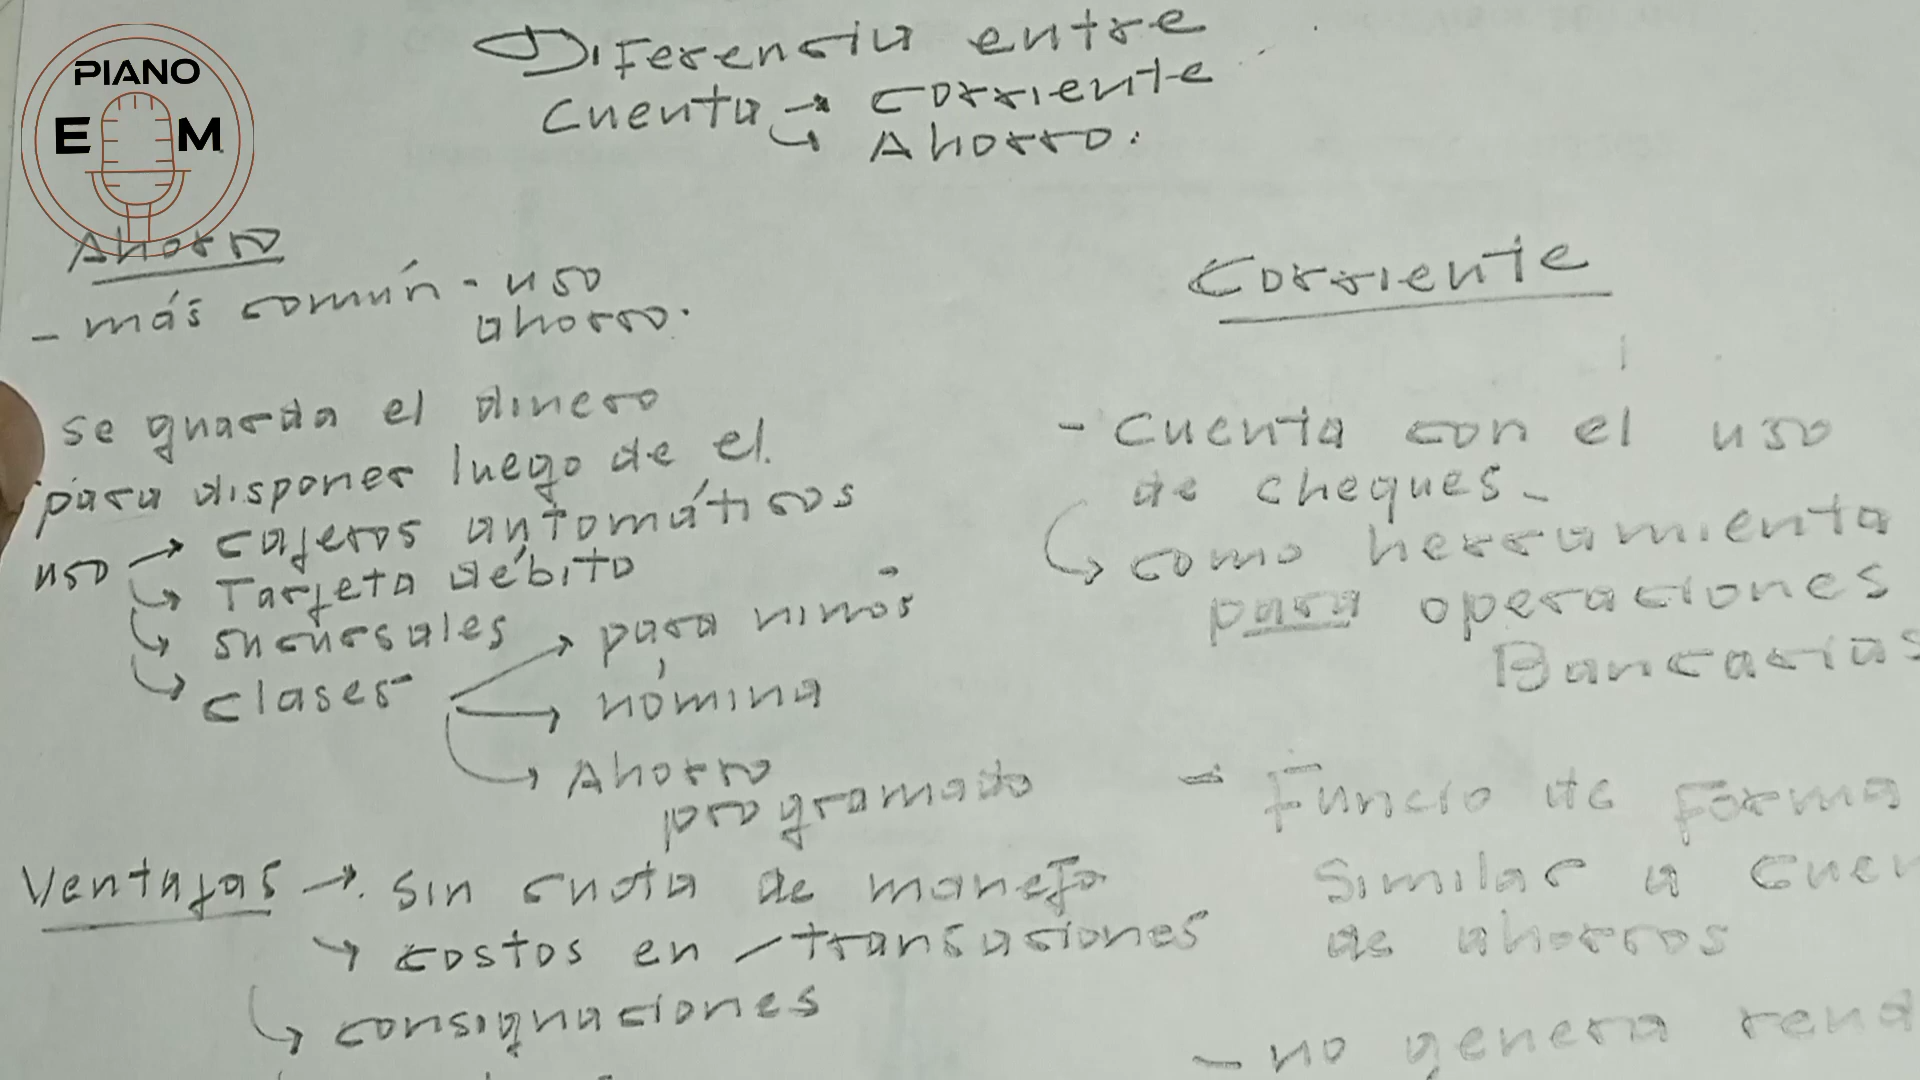 PIANO
E M
Diferencia entre
Cuenta → corriente
↳ Ahorro.
Ahorro
- más común - uso
ahorro.
se guarda el dinero
para disponer luego de el.
uso → cajeros automáticos
↳ Tarjeta débito
↳ sucursales
↳ clases → para niños
→ nómina
↳ Ahorro
programado
Ventajas → sin cuota de manejo
↳ costos en transaciones
↳ consignaciones
Corriente
- Cuenta con el uso
de cheques -
↳ como herramienta
para operaciones
Bancarias
- Funcio de forma
Similar a cuen
de ahorros
- no genera rend